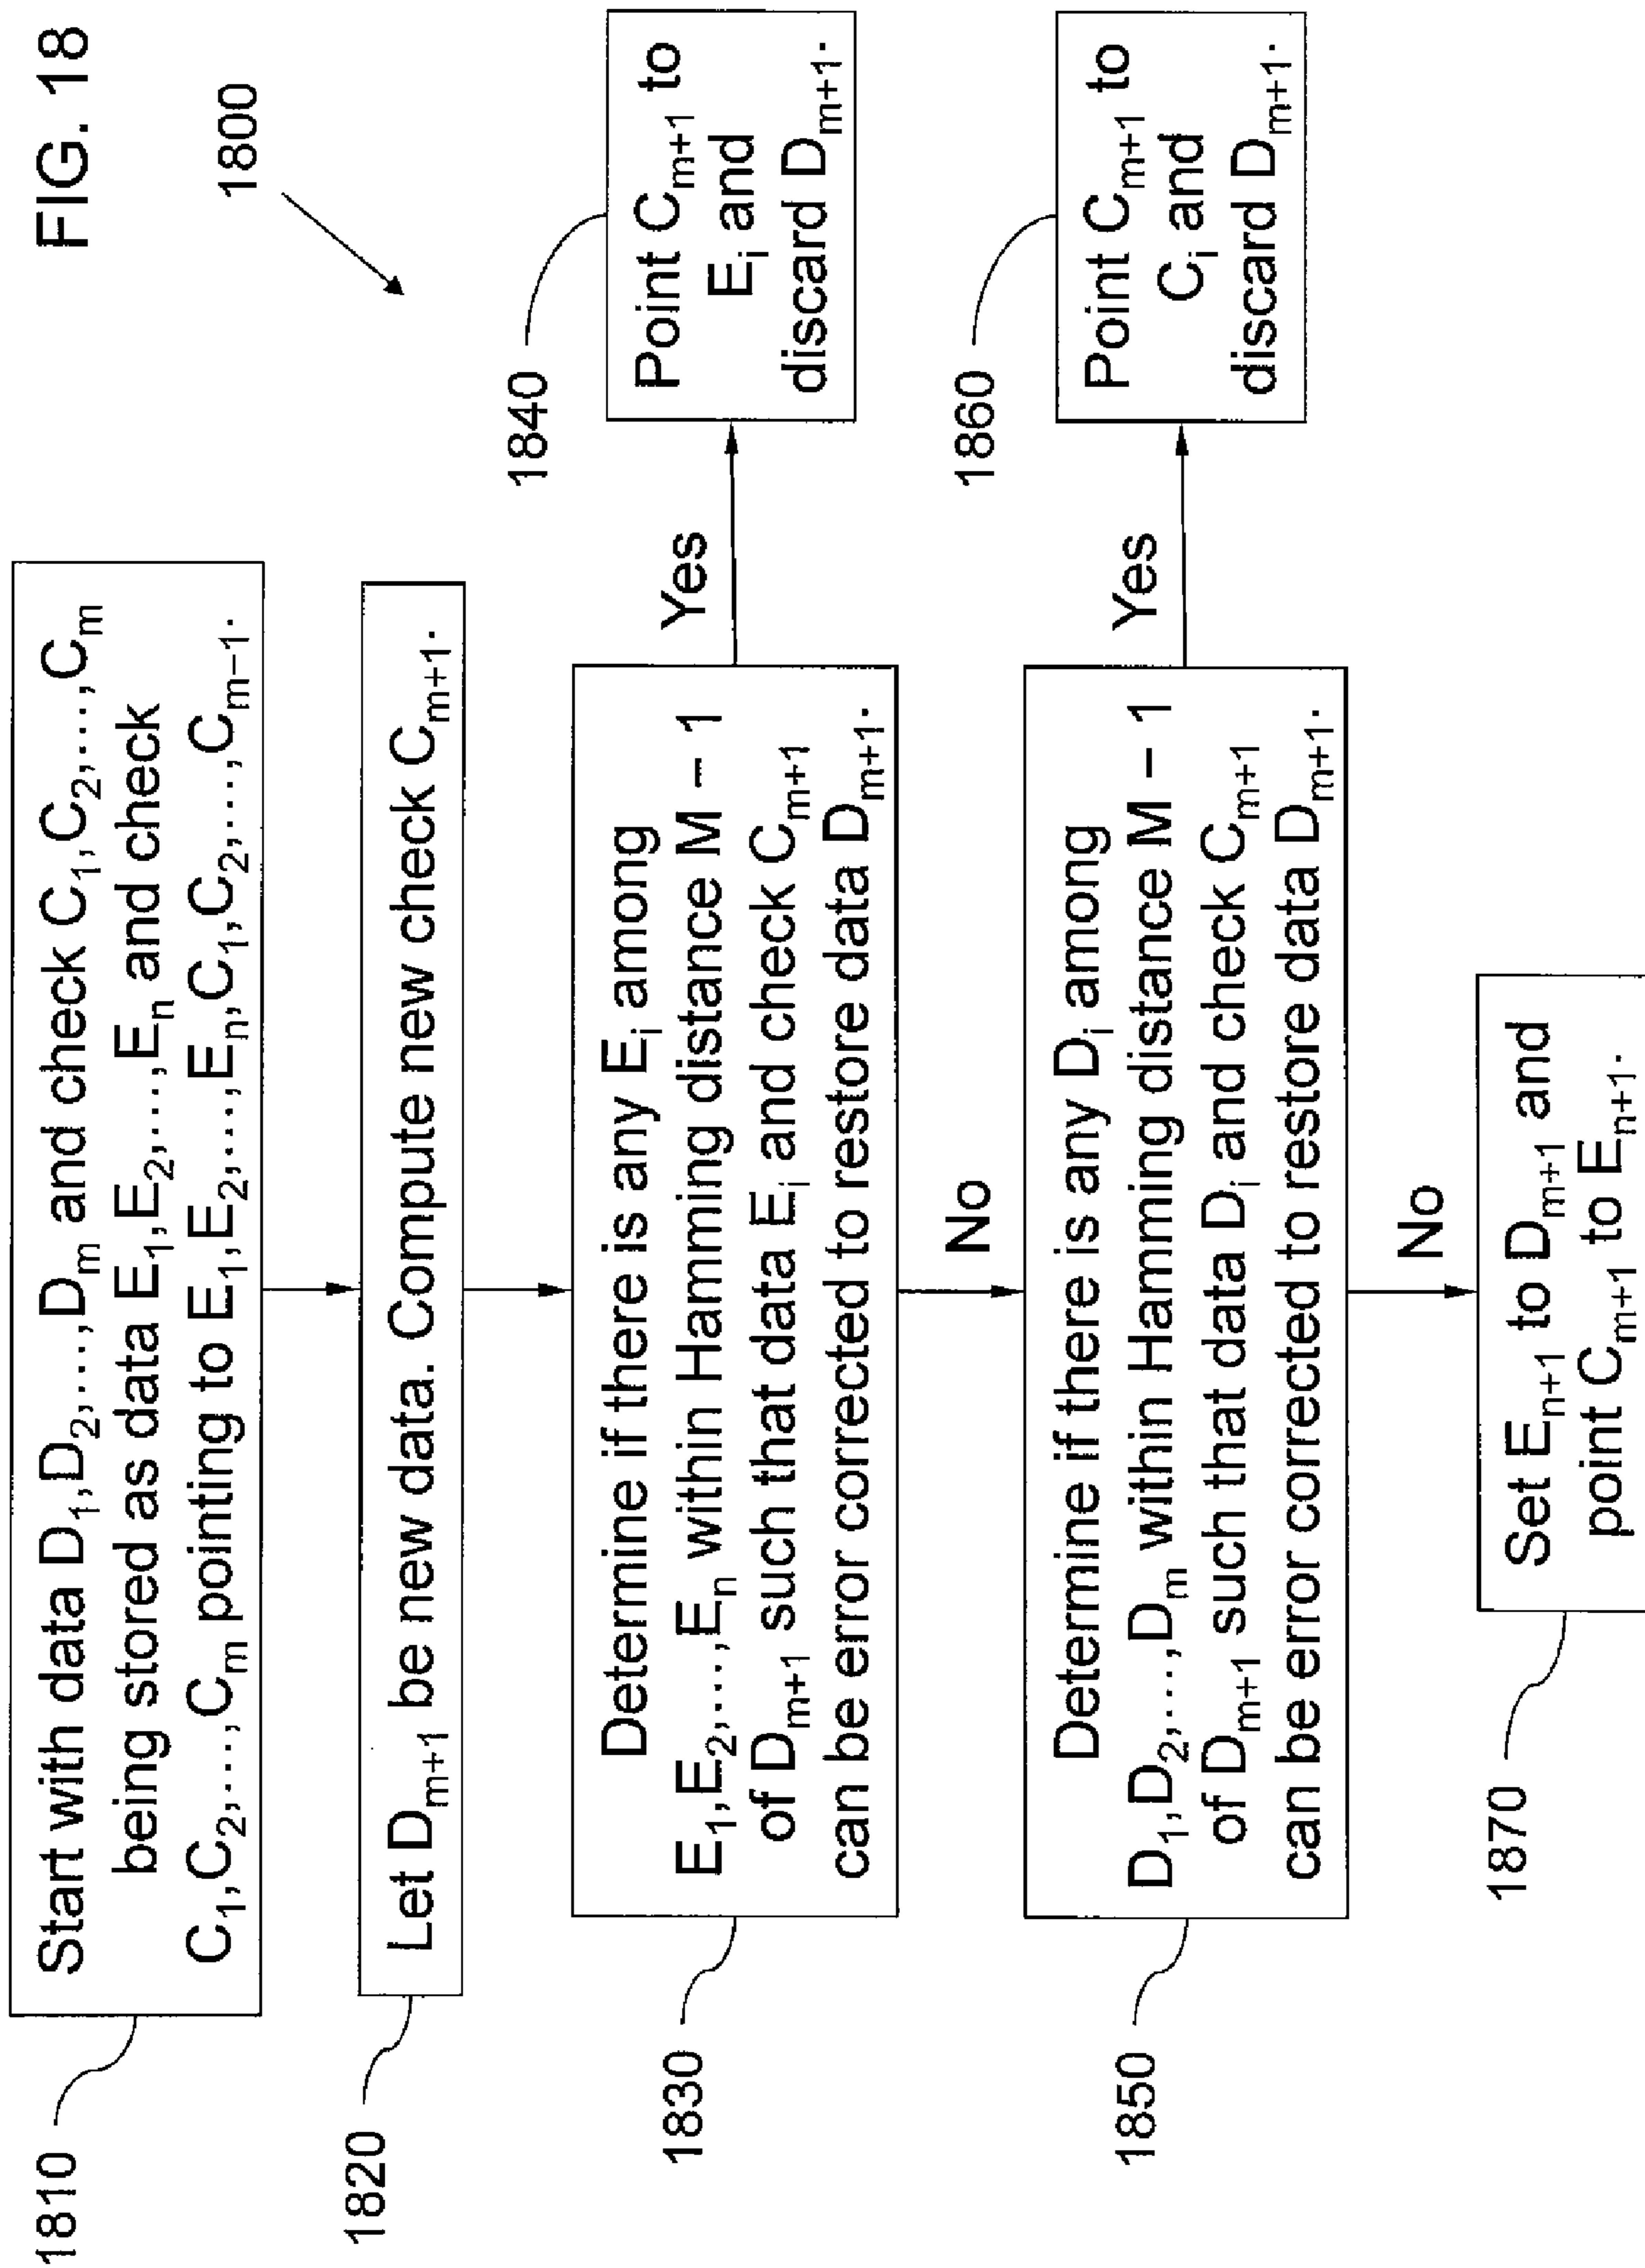 FIG. 18
1800
1810
Start with data D₁,D₂,...,Dₘ and check C₁,C₂,...,Cₘ
being stored as data E₁,E₂,...,Eₙ and check
C₁,C₂,...,Cₘ pointing to E₁,E₂,...,Eₙ,C₁,C₂,...,Cₘ₋₁.
1820
Let Dₘ₊₁ be new data. Compute new check Cₘ₊₁.
1830
Determine if there is any Eᵢ among
E₁,E₂,...,Eₙ within Hamming distance M – 1
of Dₘ₊₁ such that data Eᵢ and check Cₘ₊₁
can be error corrected to restore data Dₘ₊₁.
Yes
1840
Point Cₘ₊₁ to
Eᵢ and
discard Dₘ₊₁.
No
1850
Determine if there is any Dᵢ among
D₁,D₂,...,Dₘ within Hamming distance M – 1
of Dₘ₊₁ such that data Dᵢ and check Cₘ₊₁
can be error corrected to restore data Dₘ₊₁.
Yes
1860
Point Cₘ₊₁ to
Cᵢ and
discard Dₘ₊₁.
No
1870
Set Eₙ₊₁ to Dₘ₊₁ and
point Cₘ₊₁ to Eₙ₊₁.